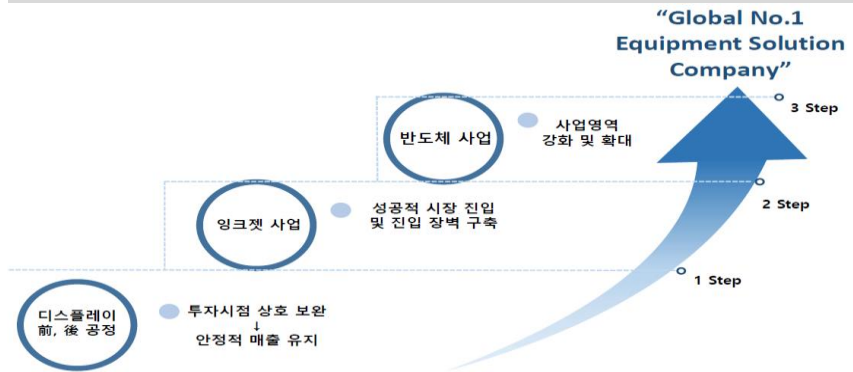 “Global No.1
Equipment Solution
Company”
3 Step
반도체 사업
사업영역
강화 및 확대
2 Step
잉크젯 사업
성공적 시장 진입
및 진입 장벽 구축
1 Step
디스플레이
前, 後 공정
투자시점 상호 보완
↓
안정적 매출 유지